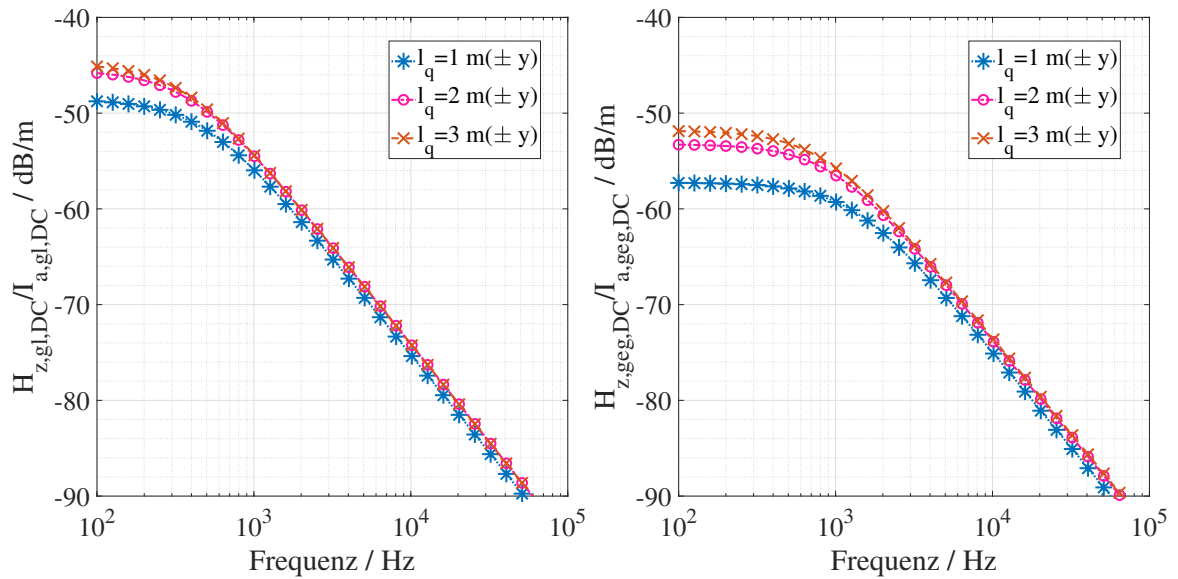 H_z,gl,DC/I_a,gl,DC / dB/m
-40
-50
-60
-70
-80
-90
10^2
10^3
10^4
10^5
Frequenz / Hz
l_q=1 m(± y)
l_q=2 m(± y)
l_q=3 m(± y)
H_z,geg,DC/I_a,geg,DC / dB/m
-40
-50
-60
-70
-80
-90
10^2
10^3
10^4
10^5
Frequenz / Hz
l_q=1 m(± y)
l_q=2 m(± y)
l_q=3 m(± y)